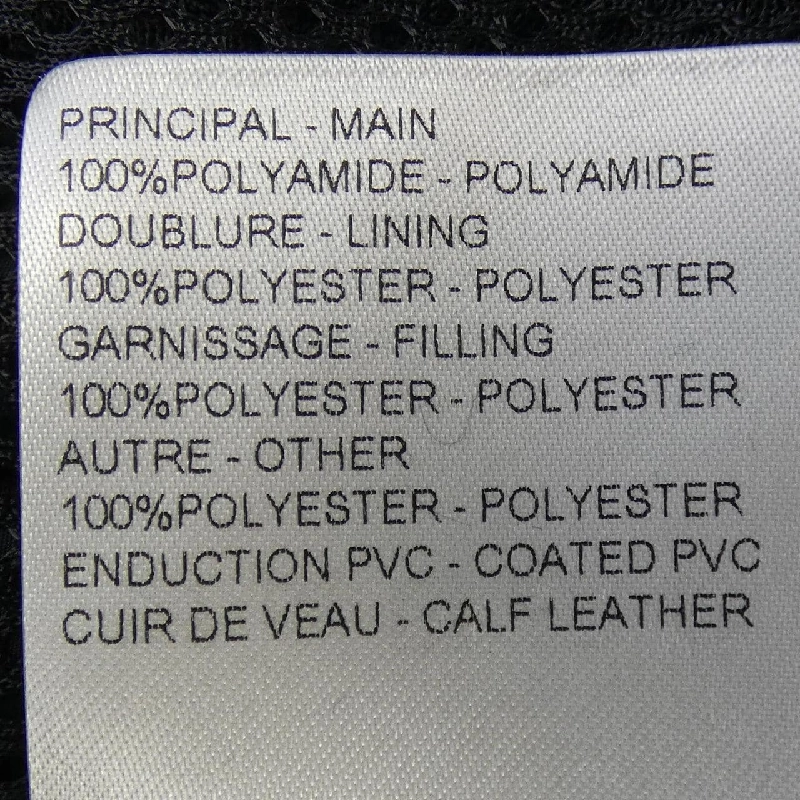 PRINCIPAL - MAIN
100%POLYAMIDE - POLYAMIDE
DOUBLURE - LINING
100%POLYESTER - POLYESTER
GARNISSAGE - FILLING
100%POLYESTER - POLYESTER
AUTRE - OTHER
100%POLYESTER - POLYESTER
ENDUCTION PVC - COATED PVC
CUIR DE VEAU - CALF LEATHER